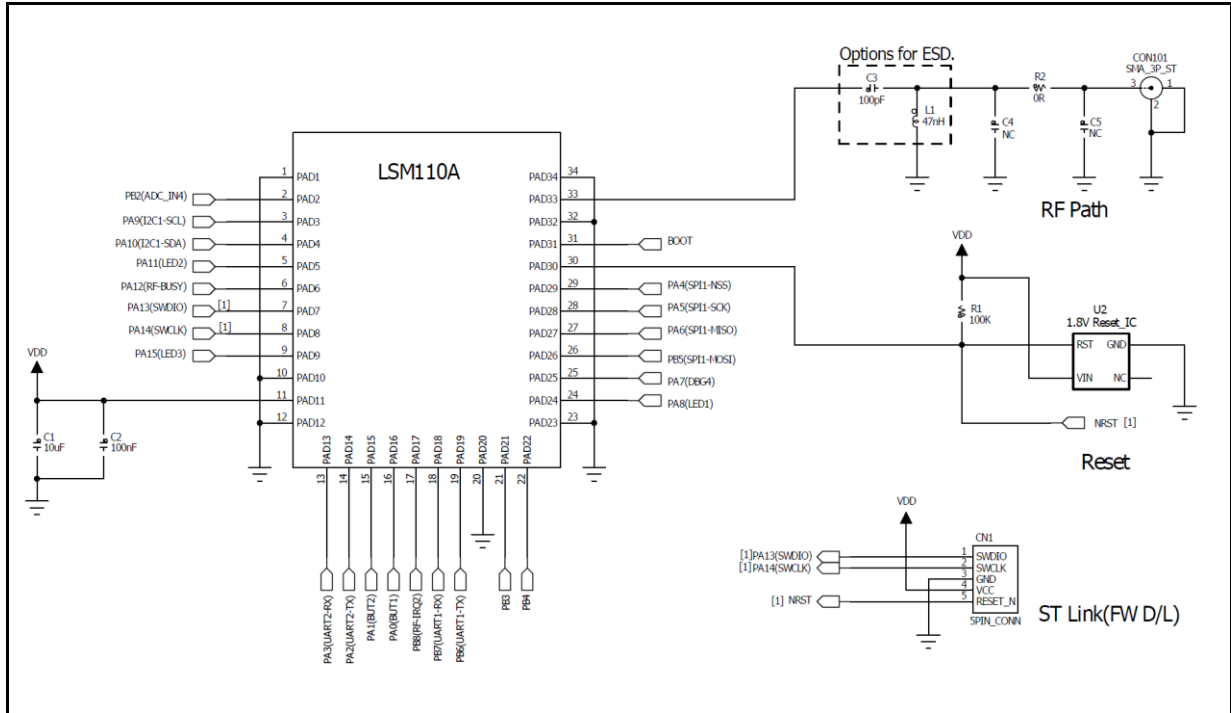 Options for ESD.
C3
100pF
L1
47nH
C4
NC
R2
0R
C5
NC
CON101
SMA_3P_ST
3
1
2
RF Path
LSM110A
1 PAD1
PB2(ADC_IN4) 2 PAD2
PA9(I2C1-SCL) 3 PAD3
PA10(I2C1-SDA) 4 PAD4
PA11(LED2) 5 PAD5
PA12(RF-BUSY) 6 PAD6
PA13(SWDIO) [1] 7 PAD7
PA14(SWCLK) [1] 8 PAD8
PA15(LED3) 9 PAD9
10 PAD10
11 PAD11
12 PAD12
PAD34 34
PAD33 33
PAD32 32
PAD31 31 BOOT
PAD30 30
PAD29 29 PA4(SPI1-NSS)
PAD28 28 PA5(SPI1-SCK)
PAD27 27 PA6(SPI1-MISO)
PAD26 26 PB5(SPI1-MOSI)
PAD25 25 PA7(DBG4)
PAD24 24 PA8(LED1)
PAD23 23
PAD13 13 PA3(UART2-RX)
PAD14 14 PA2(UART2-TX)
PAD15 15 PA1(BUT2)
PAD16 16 PA0(BUT1)
PAD17 17 PB8(RF-IRQ2)
PAD18 18 PB7(UART1-RX)
PAD19 19 PB6(UART1-TX)
PAD20 20
PAD21 21 PB3
PAD22 22 PB4
VDD
C1
10uF
C2
100nF
VDD
R1
100K
U2
1.8V Reset_IC
RST GND
VIN NC
NRST [1]
Reset
VDD
CN1
[1]PA13(SWDIO) 1 SWDIO
[1]PA14(SWCLK) 2 SWCLK
3 GND
4 VCC
[1] NRST 5 RESET_N
5PIN_CONN
ST Link(FW D/L)